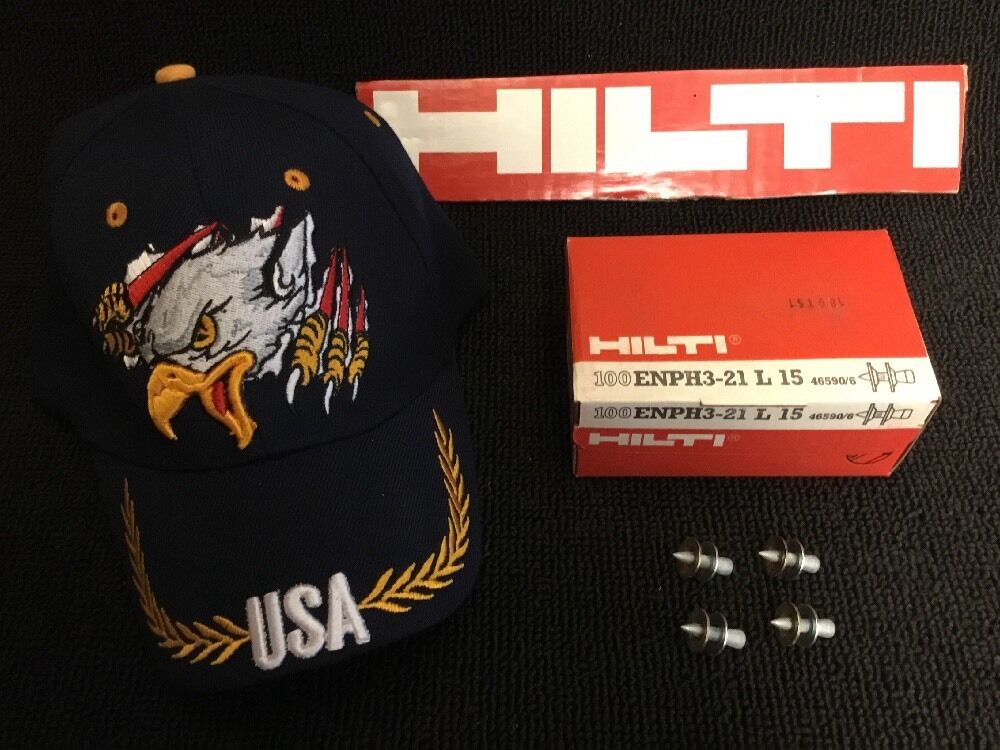 HILTI
HILTI®
100 ENPH3-21 L 15 46590/6
100 ENPH3-21 L 15 46590/6
HILTI®
USA